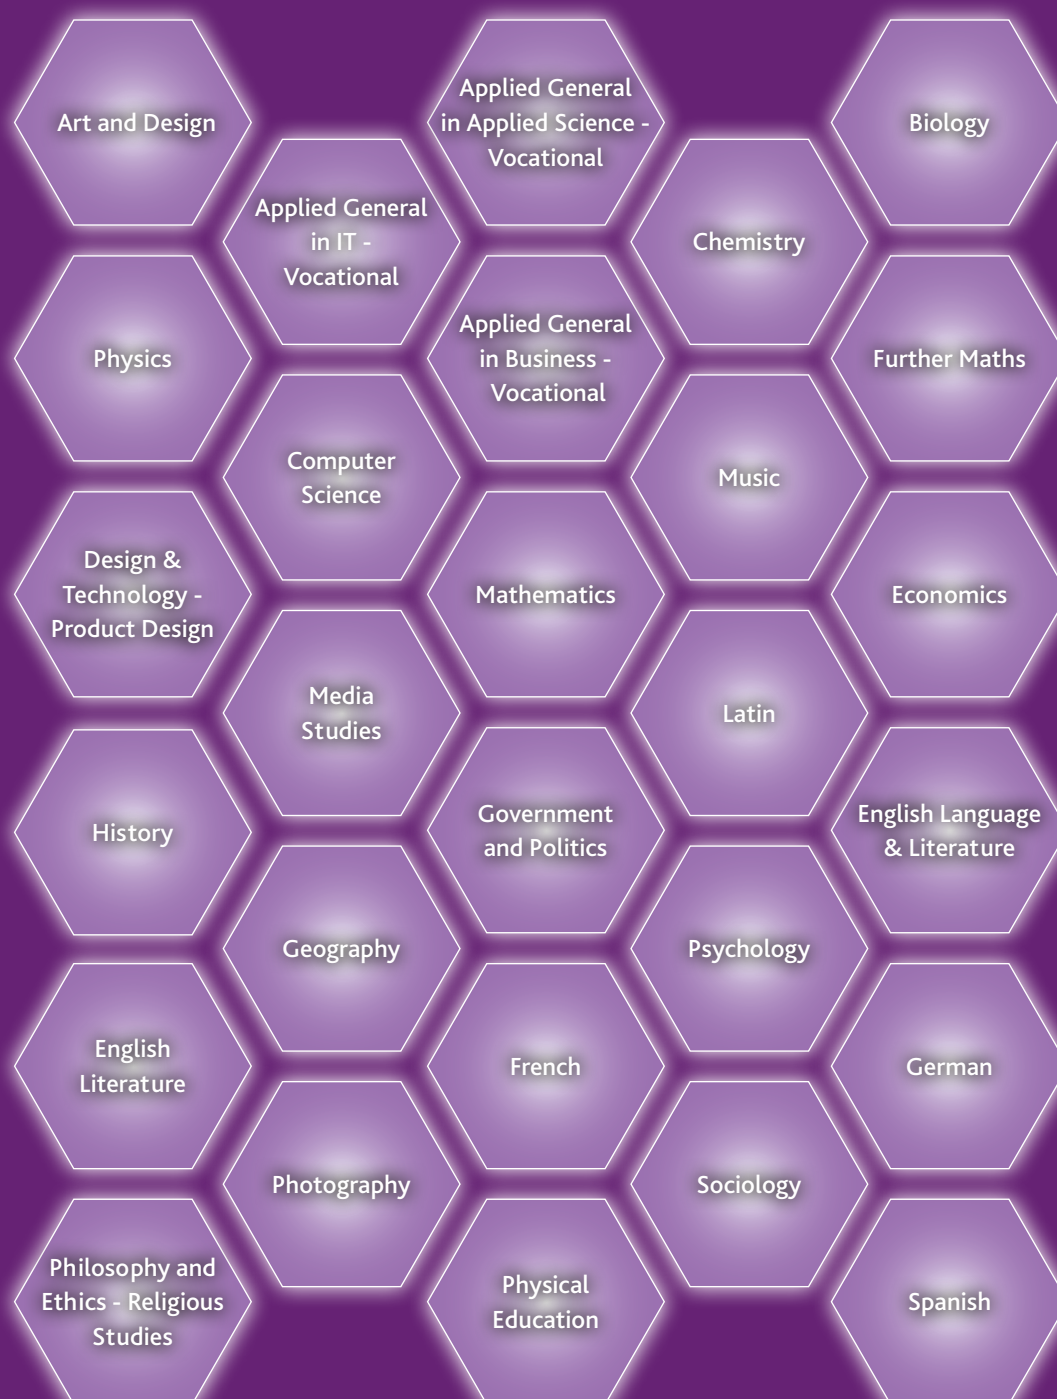 Art and Design
Applied General
in Applied Science -
Vocational
Biology
Applied General
in IT -
Vocational
Chemistry
Physics
Applied General
in Business -
Vocational
Further Maths
Computer
Science
Music
Design &
Technology -
Product Design
Mathematics
Economics
Media
Studies
Latin
History
Government
and Politics
English Language
& Literature
Geography
Psychology
English
Literature
French
German
Photography
Sociology
Philosophy and
Ethics - Religious
Studies
Physical
Education
Spanish